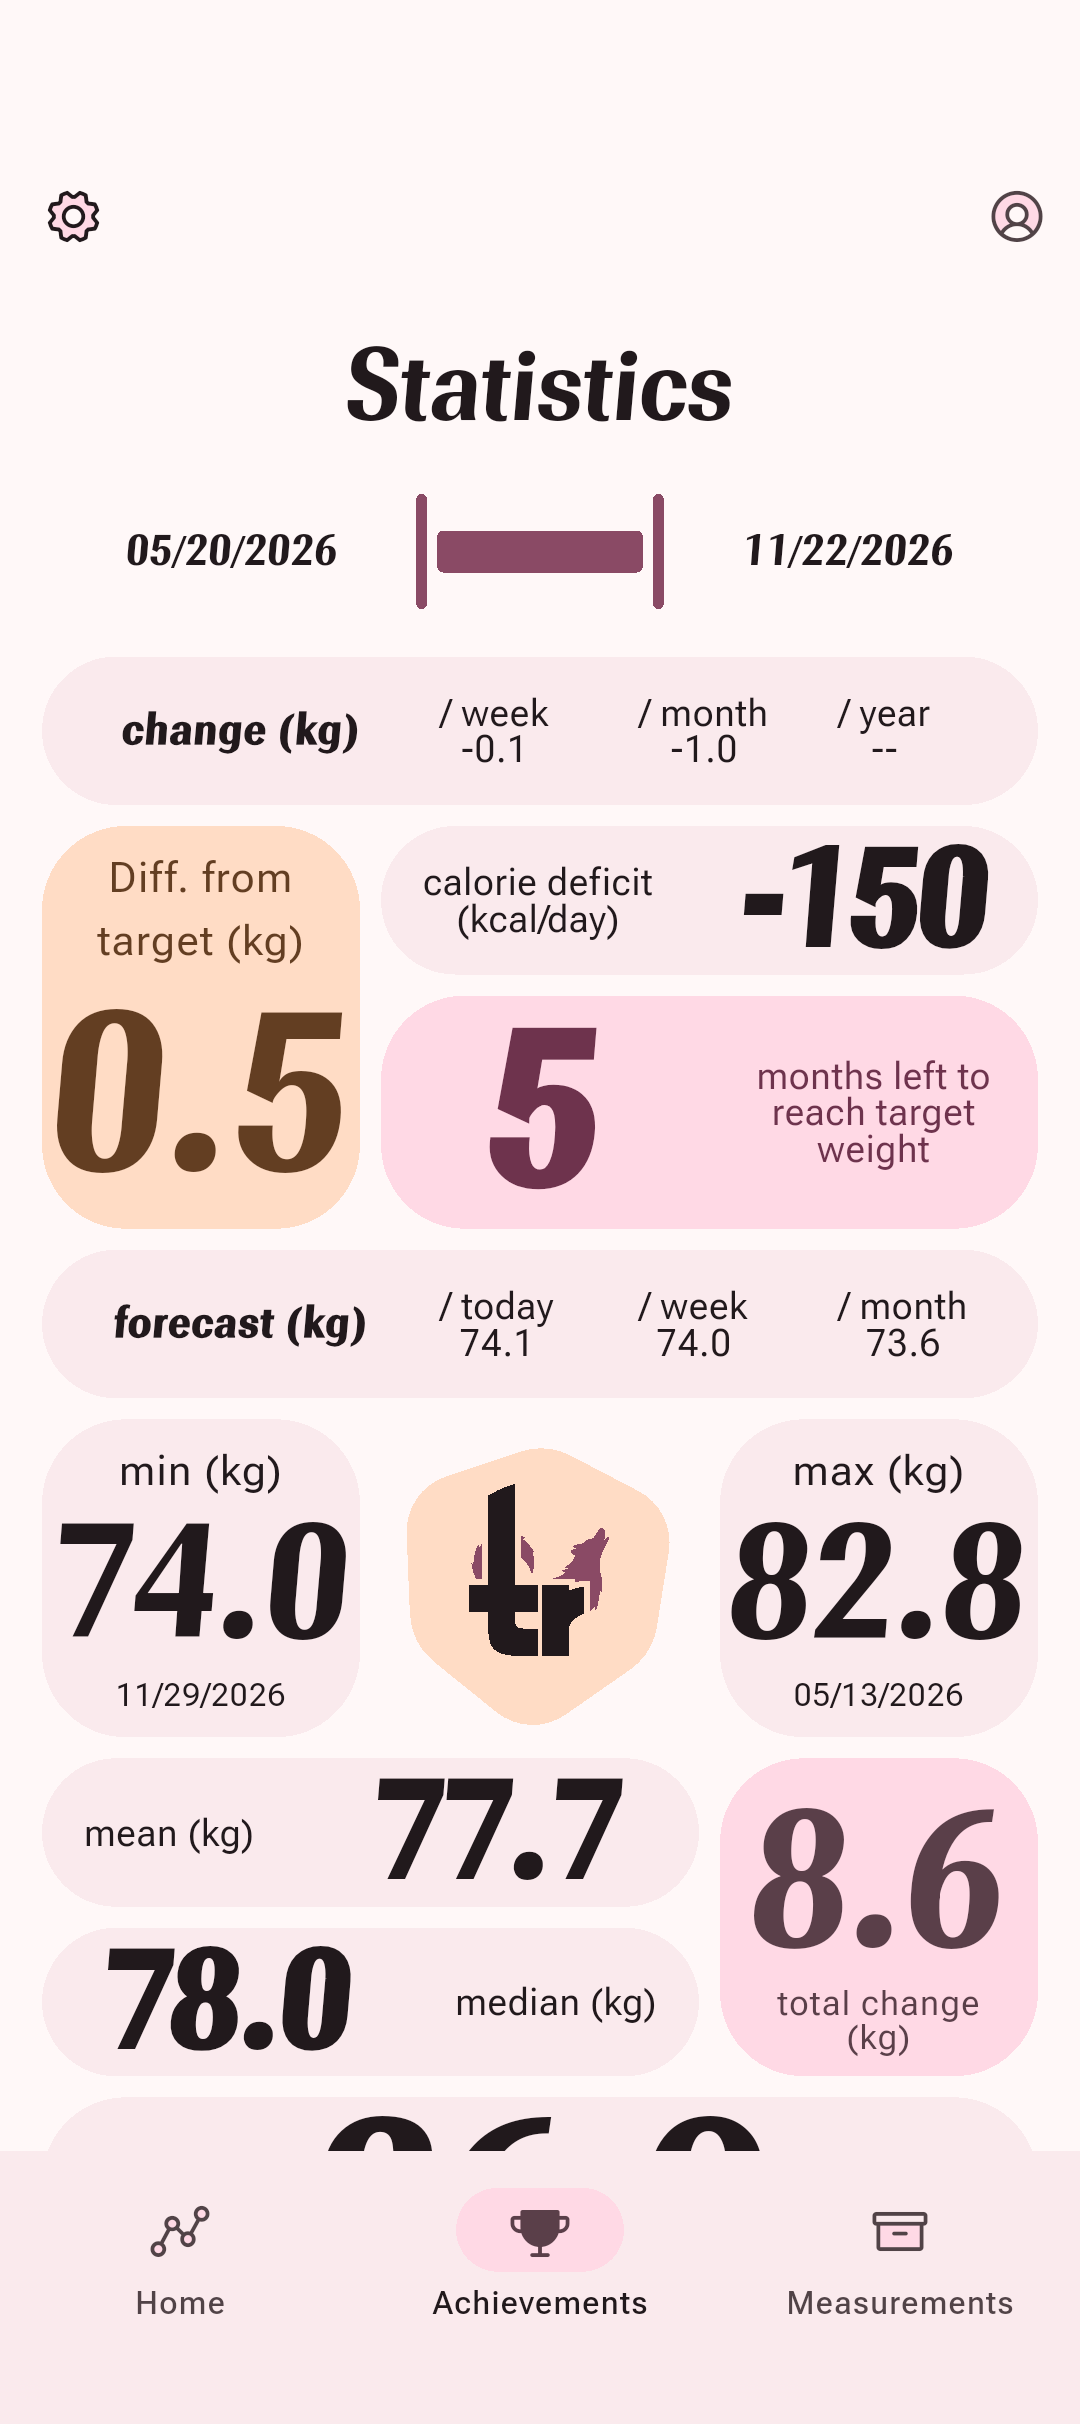 Statistics
05/20/2026
11/22/2026
change (kg)
/ week
-0.1
/ month
-1.0
/ year
--
Diff. from
target (kg)
0.5
calorie deficit
(kcal/day)
-150
5
months left to
reach target
weight
forecast (kg)
/ today
74.1
/ week
74.0
/ month
73.6
min (kg)
74.0
11/29/2026
tr
max (kg)
82.8
05/13/2026
mean (kg)
77.7
8.6
total change
(kg)
78.0
median (kg)
Home
Achievements
Measurements